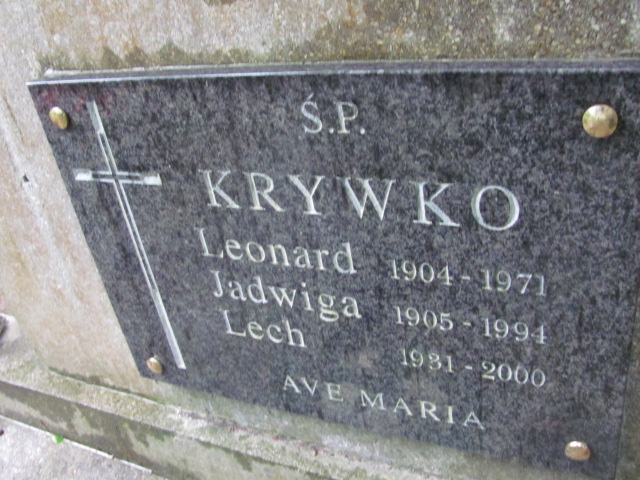 Ś.P.
KRYWKO
Leonard 1904 - 1971
Jadwiga 1905 - 1994
Lech 1931 - 2000
AVE MARIA